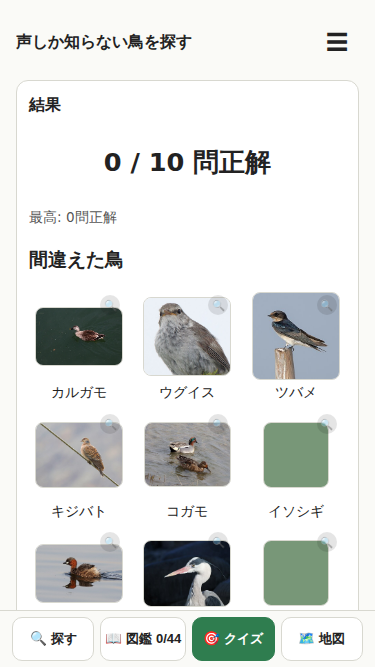 声しか知らない鳥を探す
結果
0 / 10 問正解
最高: 0問正解
間違えた鳥
カルガモ ウグイス ツバメ
キジバト コガモ イソシギ
探す 図鑑 0/44 クイズ 地図